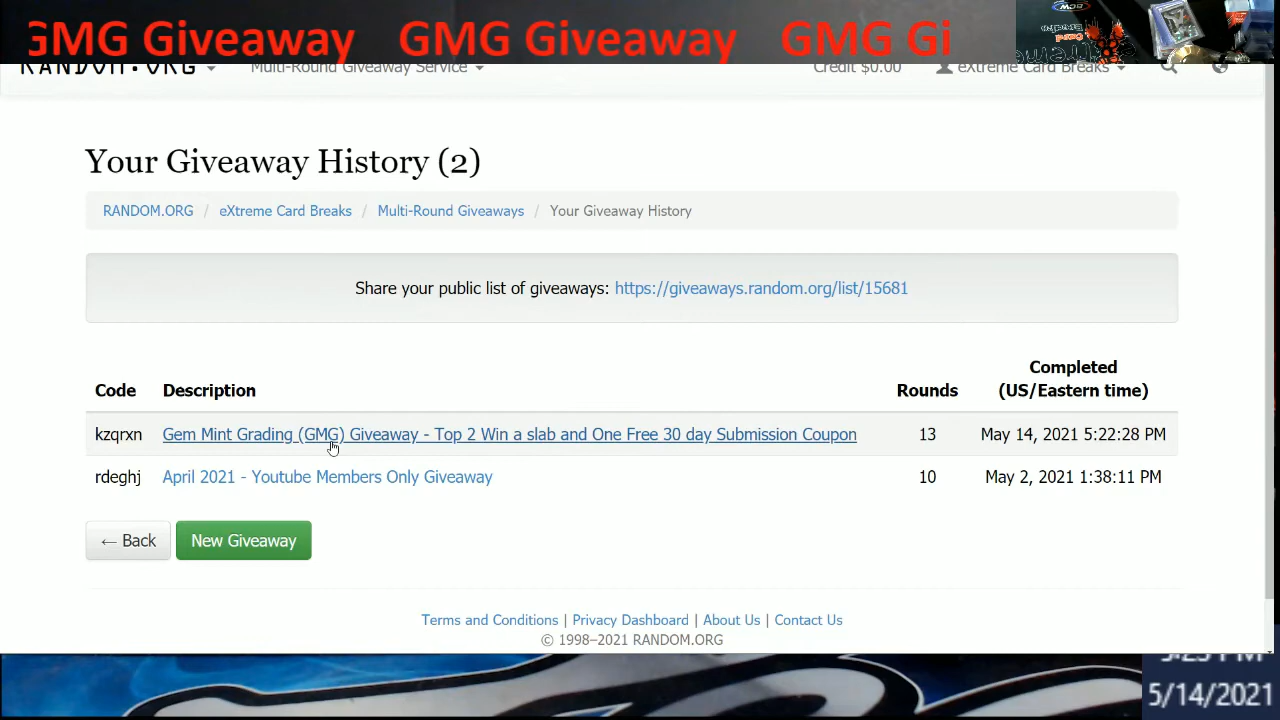 GMG Giveaway GMG Giveaway GMG Gi
RANDOM.ORG Multi-Round Giveaway Service Credit $0.00 eXtreme Card Breaks
Your Giveaway History (2)
RANDOM.ORG / eXtreme Card Breaks / Multi-Round Giveaways / Your Giveaway History
Share your public list of giveaways: https://giveaways.random.org/list/15681
Completed
Code Description Rounds (US/Eastern time)
kzqrxn Gem Mint Grading (GMG) Giveaway - Top 2 Win a slab and One Free 30 day Submission Coupon 13 May 14, 2021 5:22:28 PM
rdeghj April 2021 - Youtube Members Only Giveaway 10 May 2, 2021 1:38:11 PM
← Back New Giveaway
Terms and Conditions | Privacy Dashboard | About Us | Contact Us
© 1998–2021 RANDOM.ORG
5:23 PM
5/14/2021